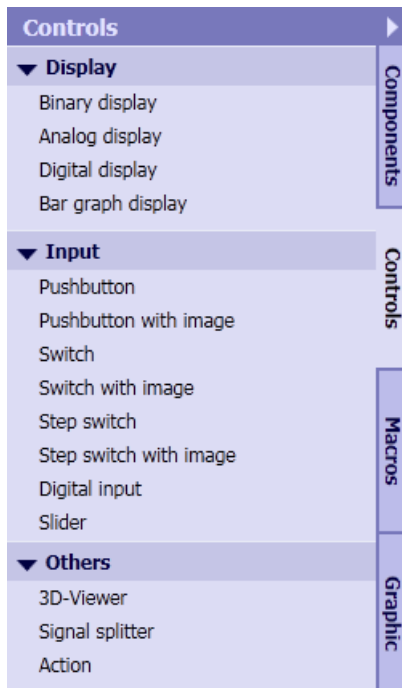 Controls
Display
Binary display
Analog display
Digital display
Bar graph display
Input
Pushbutton
Pushbutton with image
Switch
Switch with image
Step switch
Step switch with image
Digital input
Slider
Others
3D-Viewer
Signal splitter
Action
Components
Controls
Macros
Graphic